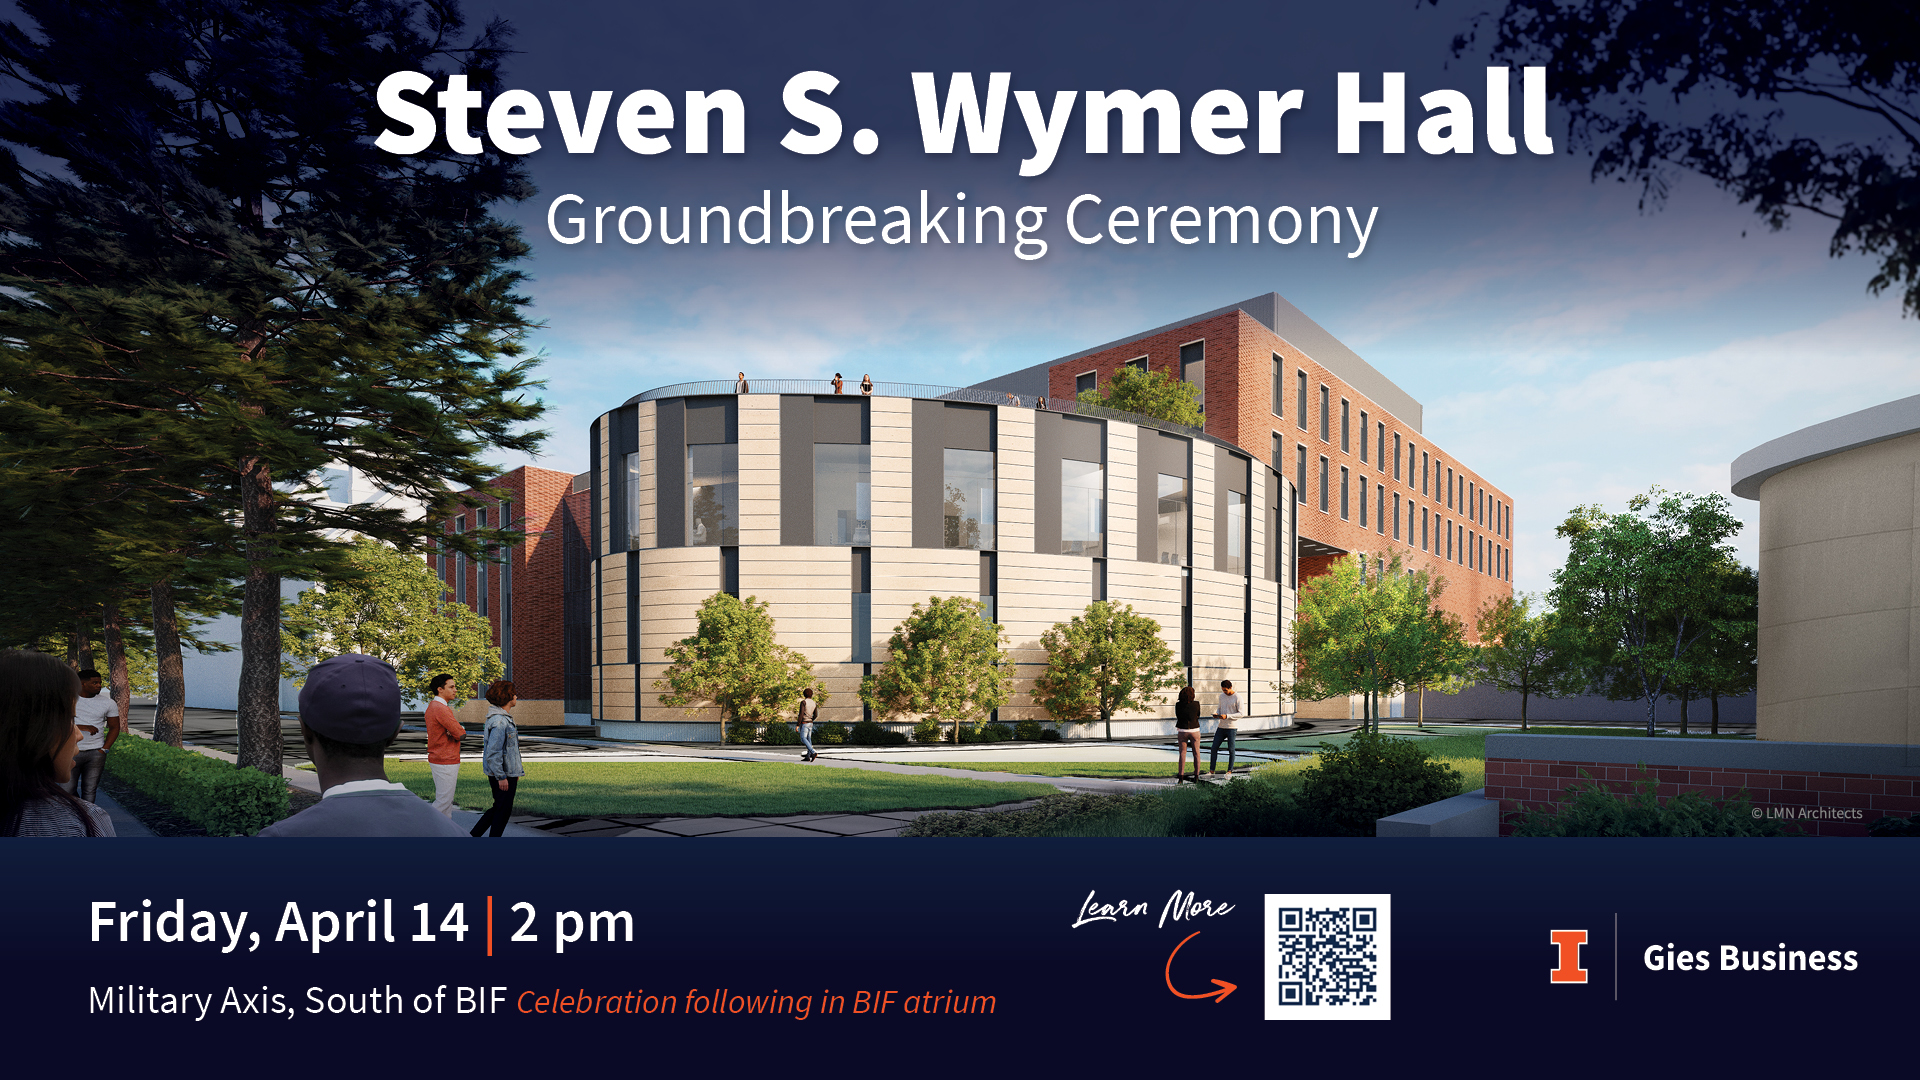 Steven S. Wymer Hall
Groundbreaking Ceremony
© LMN Architects
Friday, April 14 | 2 pm
Military Axis, South of BIF Celebration following in BIF atrium
Learn More
I | Gies Business